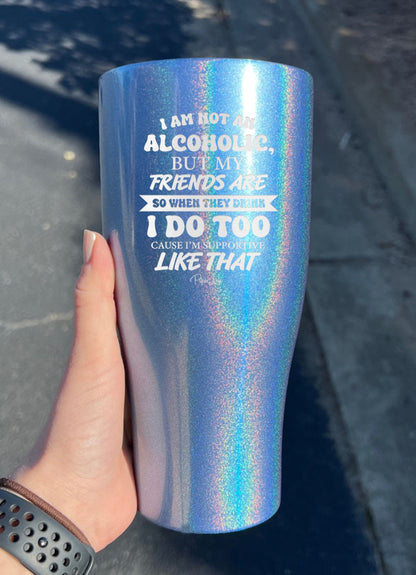 I AM NOT AN
ALCOHOLIC,
BUT MY
FRIENDS ARE
SO WHEN THEY DRINK
I DO TOO
CAUSE I'M SUPPORTIVE
LIKE THAT